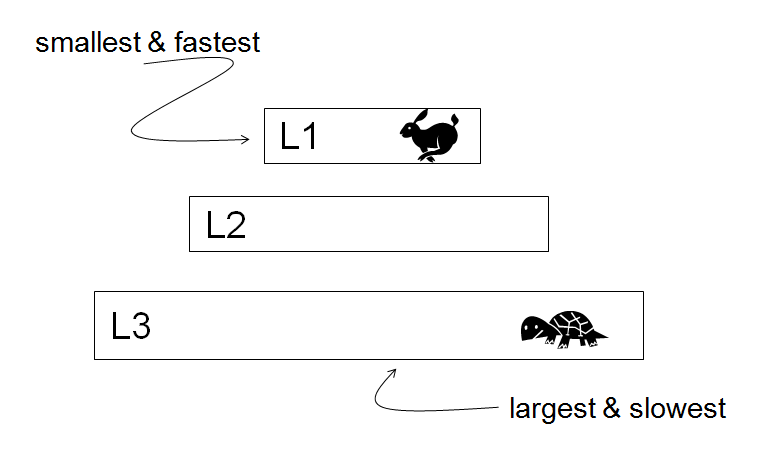 smallest & fastest
L1
L2
L3
largest & slowest